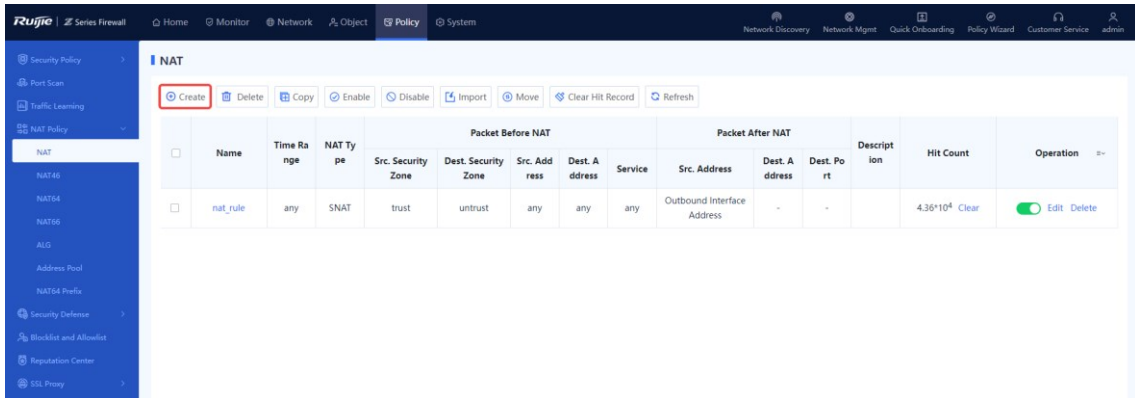 Ruijie | Z Series Firewall
Home Monitor Network Object Policy System
Network Discovery Network Mgmt Quick Onboarding Policy Wizard Customer Service admin
Security Policy
Port Scan
Traffic Learning
NAT Policy
NAT
NAT46
NAT64
NAT66
ALG
Address Pool
NAT64 Prefix
Security Defense
Blocklist and Allowlist
Reputation Center
SSL Proxy
NAT
Create Delete Copy Enable Disable Import Move Clear Hit Record Refresh
Packet Before NAT Packet After NAT
Name Time Ra NAT Ty Descript Hit Count Operation
nge pe ion
Src. Security Dest. Security Src. Add Dest. A Service Src. Address Dest. A Dest. Po
Zone Zone ress ddress ddress rt
nat_rule any SNAT trust untrust any any any Outbound Interface - - 4.36*10⁴ Clear Edit Delete
Address